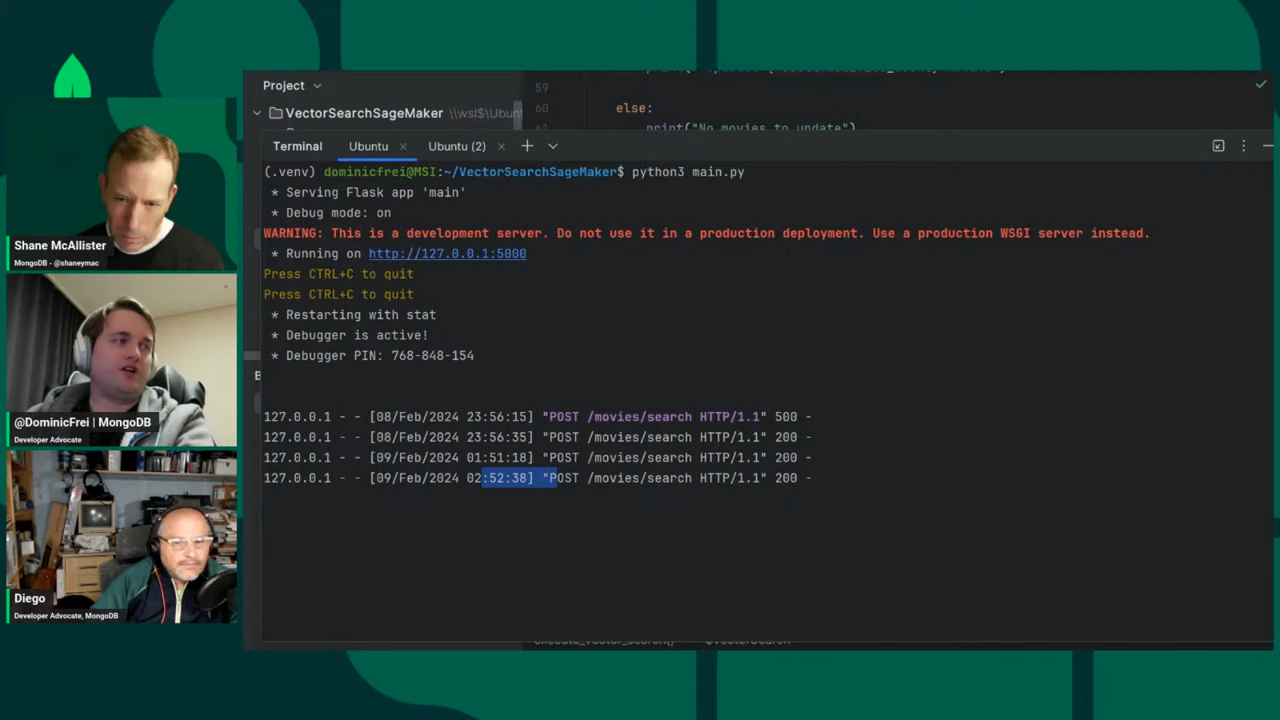 Project
VectorSearchSageMaker \\wsl$\Ubunt
59
60 else:
61 print("No movies to update")
Terminal Ubuntu Ubuntu (2)
(.venv) dominicfrei@MSI:~/VectorSearchSageMaker$ python3 main.py
* Serving Flask app 'main'
* Debug mode: on
WARNING: This is a development server. Do not use it in a production deployment. Use a production WSGI server instead.
* Running on http://127.0.0.1:5000
Press CTRL+C to quit
Press CTRL+C to quit
* Restarting with stat
* Debugger is active!
* Debugger PIN: 768-848-154
127.0.0.1 - - [08/Feb/2024 23:56:15] "POST /movies/search HTTP/1.1" 500 -
127.0.0.1 - - [08/Feb/2024 23:56:35] "POST /movies/search HTTP/1.1" 200 -
127.0.0.1 - - [09/Feb/2024 01:51:18] "POST /movies/search HTTP/1.1" 200 -
127.0.0.1 - - [09/Feb/2024 02:52:38] "POST /movies/search HTTP/1.1" 200 -
Shane McAllister
MongoDB - @shaneymac
@DominicFrei | MongoDB
Developer Advocate
Diego
Developer Advocate, MongoDB